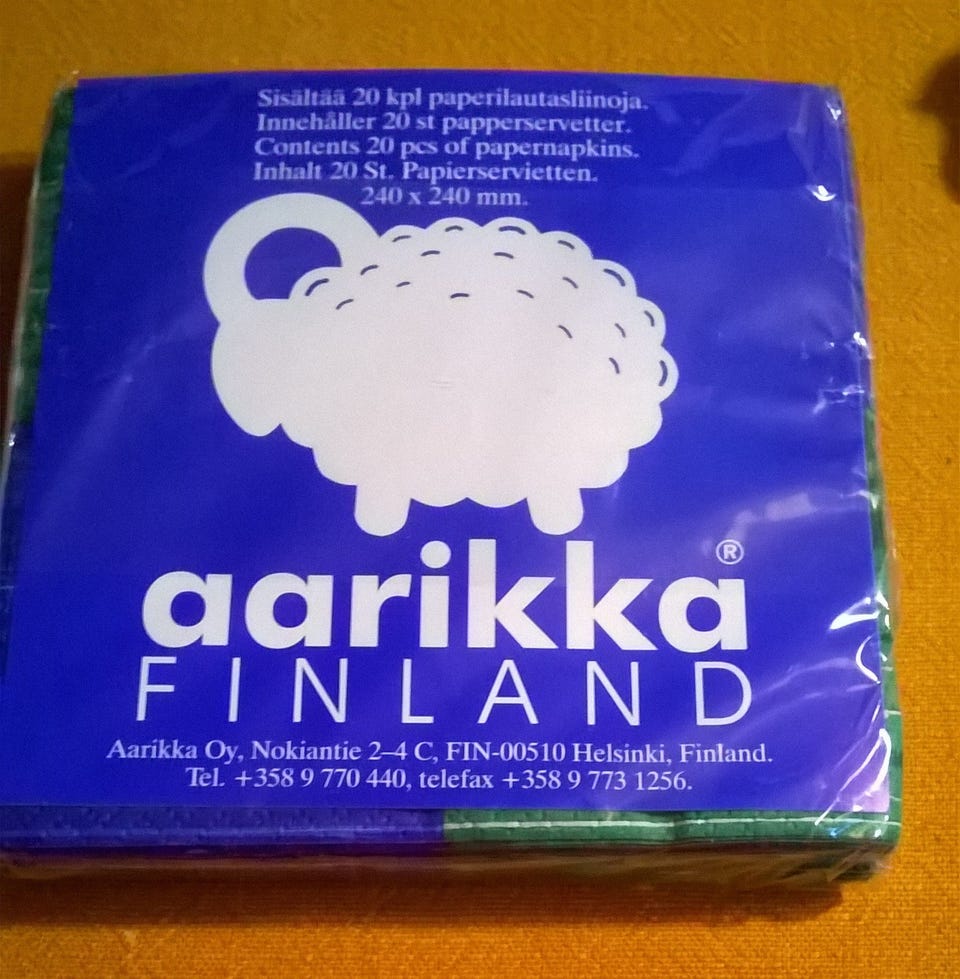 Sisältää 20 kpl paperilautasliinoja.
Innehåller 20 st papperservetter.
Contents 20 pcs of papernapkins.
Inhalt 20 St. Papierservietten.
240 x 240 mm.
aarikka®
FINLAND
Aarikka Oy, Nokiantie 2–4 C, FIN-00510 Helsinki, Finland.
Tel. +358 9 770 440, telefax +358 9 773 1256.